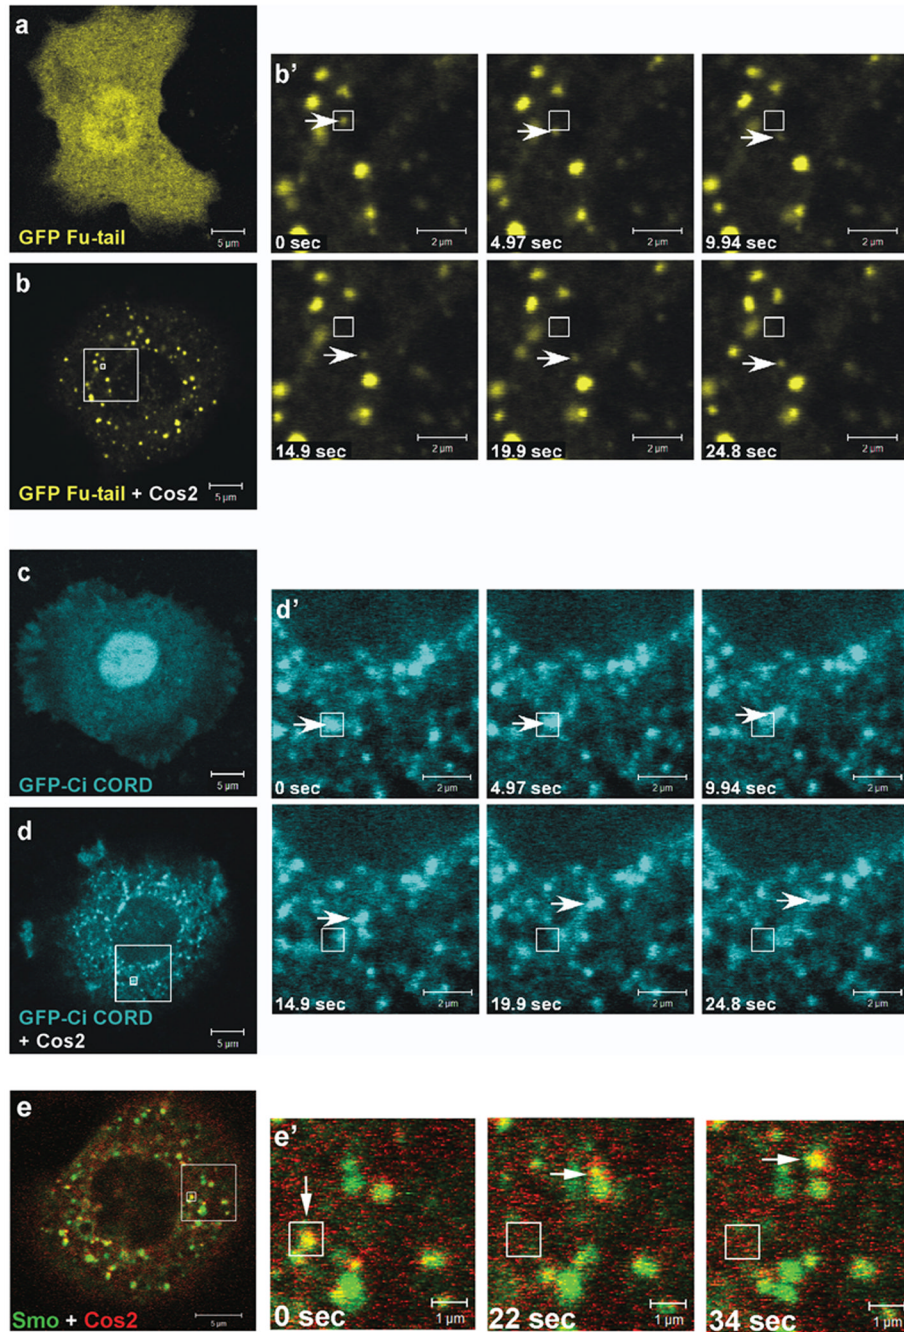 a
GFP Fu-tail
5 µm
b
GFP Fu-tail + Cos2
5 µm
b'
0 sec
2 µm
4.97 sec
2 µm
9.94 sec
2 µm
14.9 sec
2 µm
19.9 sec
2 µm
24.8 sec
2 µm
c
GFP-Ci CORD
5 µm
d
GFP-Ci CORD
+ Cos2
5 µm
d'
0 sec
2 µm
4.97 sec
2 µm
9.94 sec
2 µm
14.9 sec
2 µm
19.9 sec
2 µm
24.8 sec
2 µm
e
Smo + Cos2
5 µm
e'
0 sec
1 µm
22 sec
1 µm
34 sec
1 µm